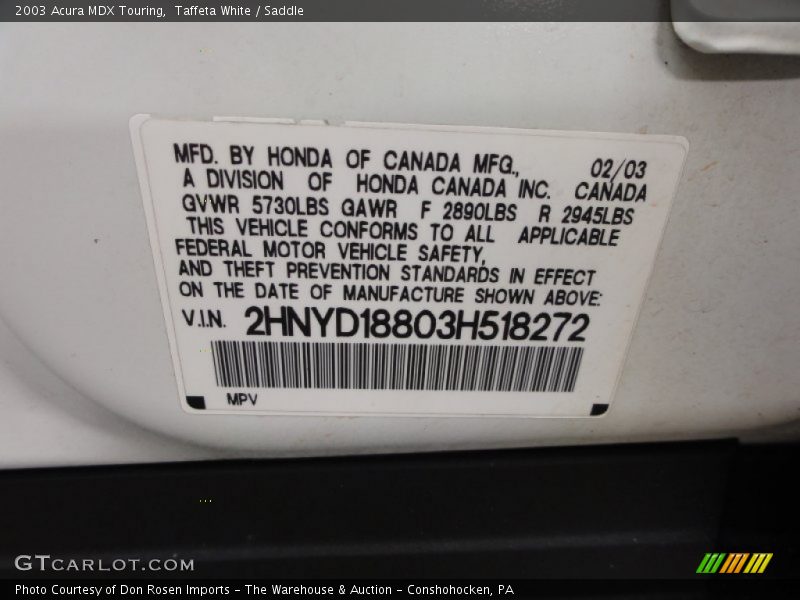 2003 Acura MDX Touring,  Taffeta White / Saddle
MFD. BY HONDA OF CANADA MFG., 02/03
A DIVISION OF HONDA CANADA INC. CANADA
GVWR 5730LBS GAWR F 2890LBS R 2945LBS
THIS VEHICLE CONFORMS TO ALL APPLICABLE
FEDERAL MOTOR VEHICLE SAFETY,
AND THEFT PREVENTION STANDARDS IN EFFECT
ON THE DATE OF MANUFACTURE SHOWN ABOVE:
V.I.N. 2HNYD18803H518272
MPV
GTCARLOT.COM
Photo Courtesy of Don Rosen Imports – The Warehouse & Auction – Conshohocken, PA